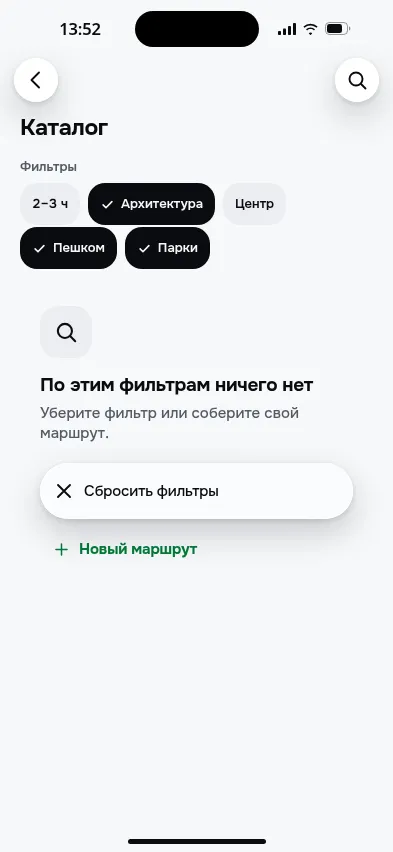 13:52
Каталог
Фильтры
2–3 ч
Архитектура
Центр
Пешком
Парки
По этим фильтрам ничего нет
Уберите фильтр или соберите свой
маршрут.
Сбросить фильтры
Новый маршрут